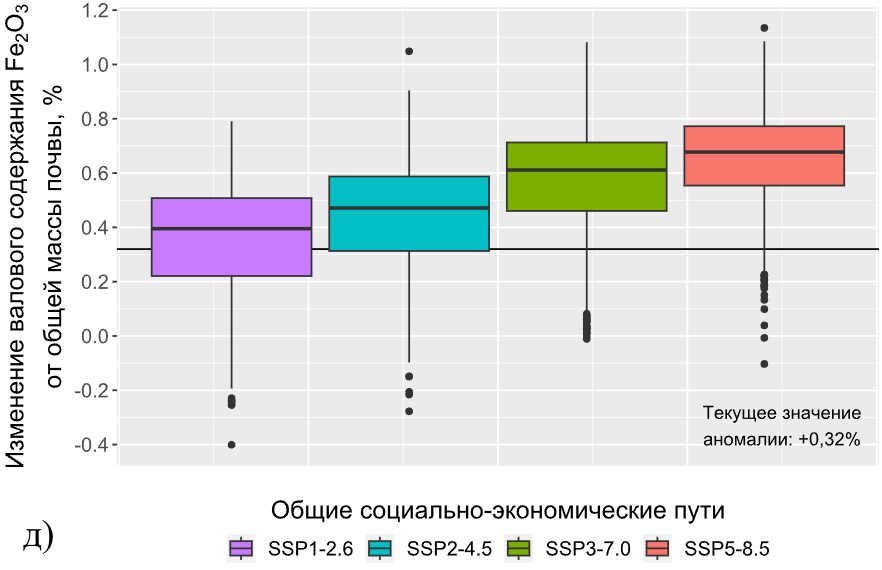 Изменение валового содержания Fe₂O₃
от общей массы почвы, %
1.2
1.0
0.8
0.6
0.4
0.2
0.0
-0.2
-0.4
Текущее значение
аномалии: +0,32%
Общие социально-экономические пути
д)
SSP1-2.6 SSP2-4.5 SSP3-7.0 SSP5-8.5